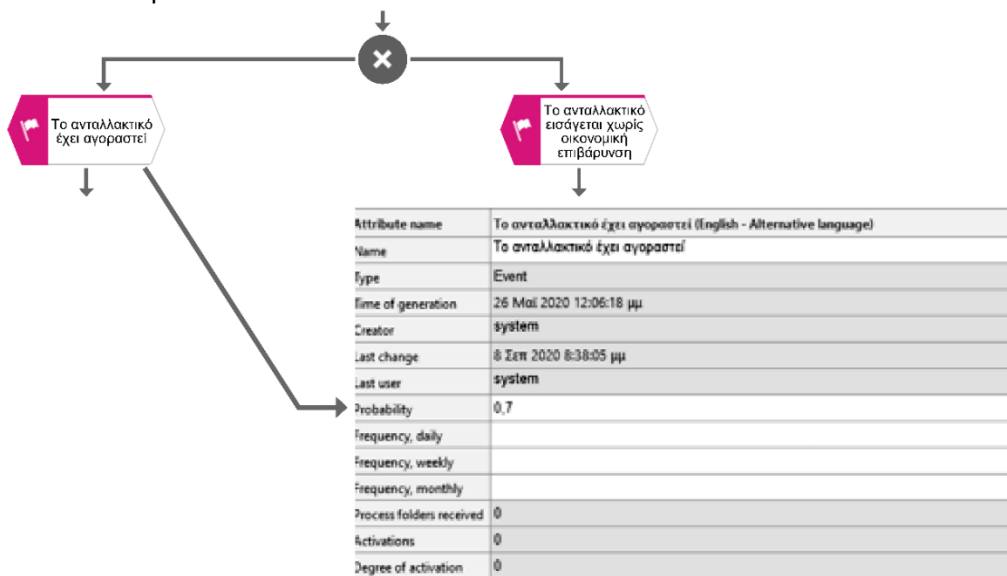 Το ανταλλακτικό
έχει αγοραστεί
Το ανταλλακτικό
εισάγεται χωρίς
οικονομική
επιβάρυνση
Attribute name Το ανταλλακτικό έχει αγοραστεί (English - Alternative language)
Name Το ανταλλακτικό έχει αγοραστεί
Type Event
Time of generation 26 Μαϊ 2020 12:06:18 μμ
Creator system
Last change 8 Σεπ 2020 8:38:05 μμ
Last user system
Probability 0,7
Frequency, daily
Frequency, weekly
Frequency, monthly
Process folders received 0
Activations 0
Degree of activation 0